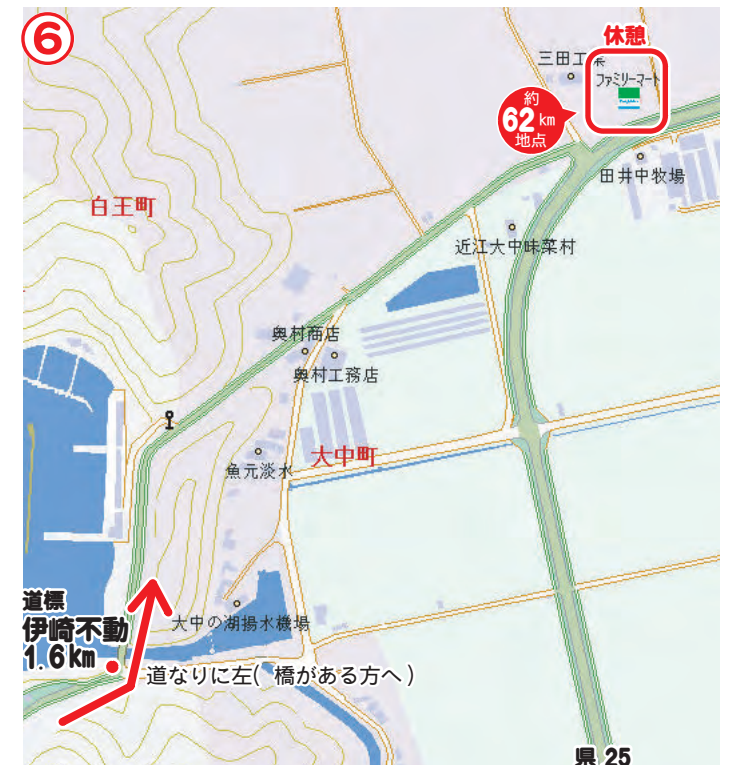 ⑥
休憩
三田工業
ファミリーマート
約
62km
地点
田井中牧場
白王町
近江大中味菜村
奥村商店
奥村工務店
大中町
魚元淡水
道標
伊崎不動
1.6km
大中の湖揚水機場
道なりに左( 橋がある方へ )
県 25